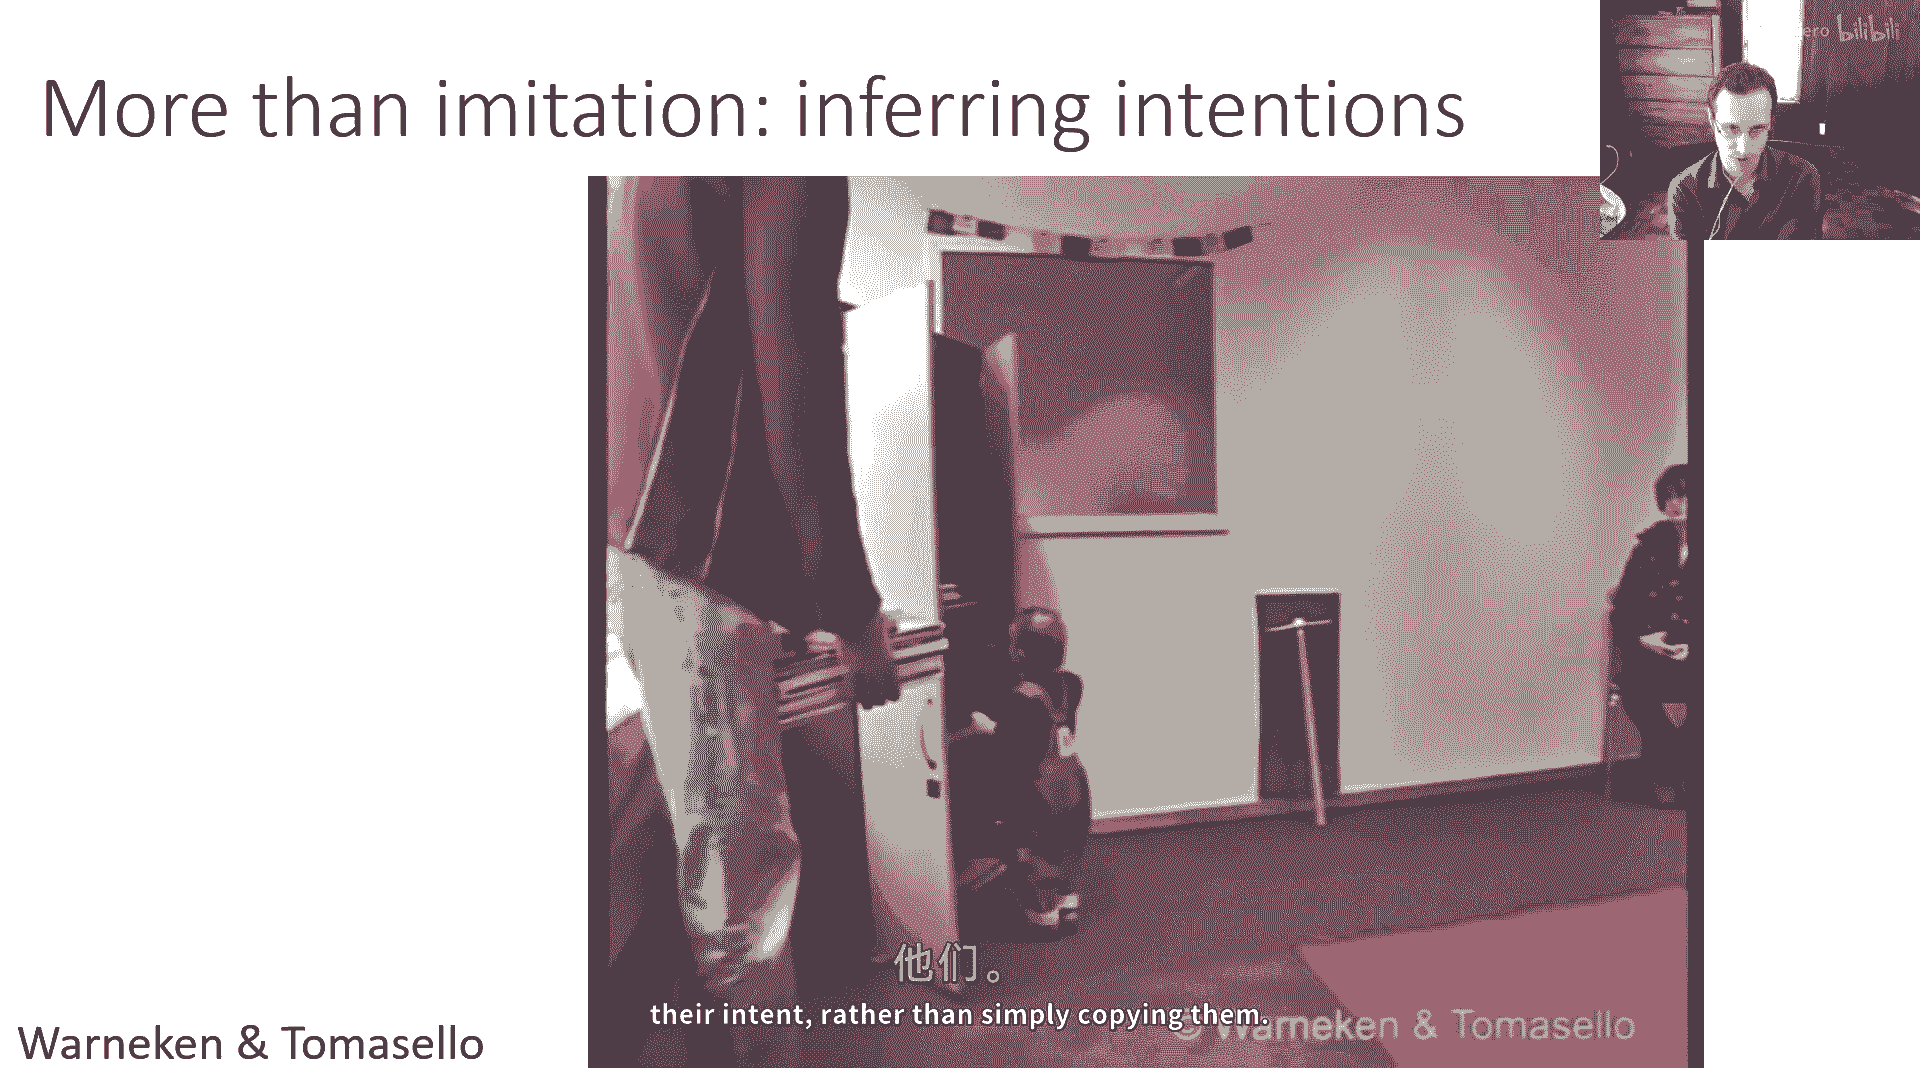 More than imitation: inferring intentions
ero bilibili
他们。
their intent, rather than simply copying them.
© Warneken & Tomasello
Warneken & Tomasello